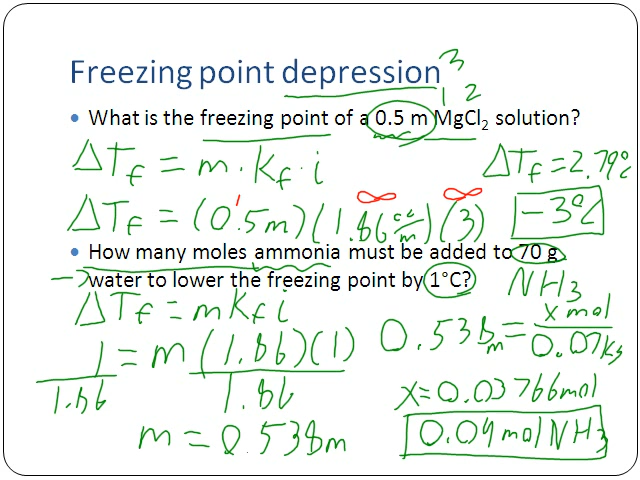 Freezing point depression 3
1 2
• What is the freezing point of a 0.5 m MgCl₂ solution?
ΔTf = m · Kf · i
ΔTf = 2.79°C
1 ∞ ∞
ΔTf = (0.5m)(1.86 °C/m)(3)
-3°C
• How many moles ammonia must be added to 70 g
water to lower the freezing point by 1°C?
NH3
ΔTf = mKf i
1 = m(1.86)(1)
1.86 1.86
m = 0.538m
0.538m = x mol / 0.07kg
x = 0.03766mol
0.04molNH3